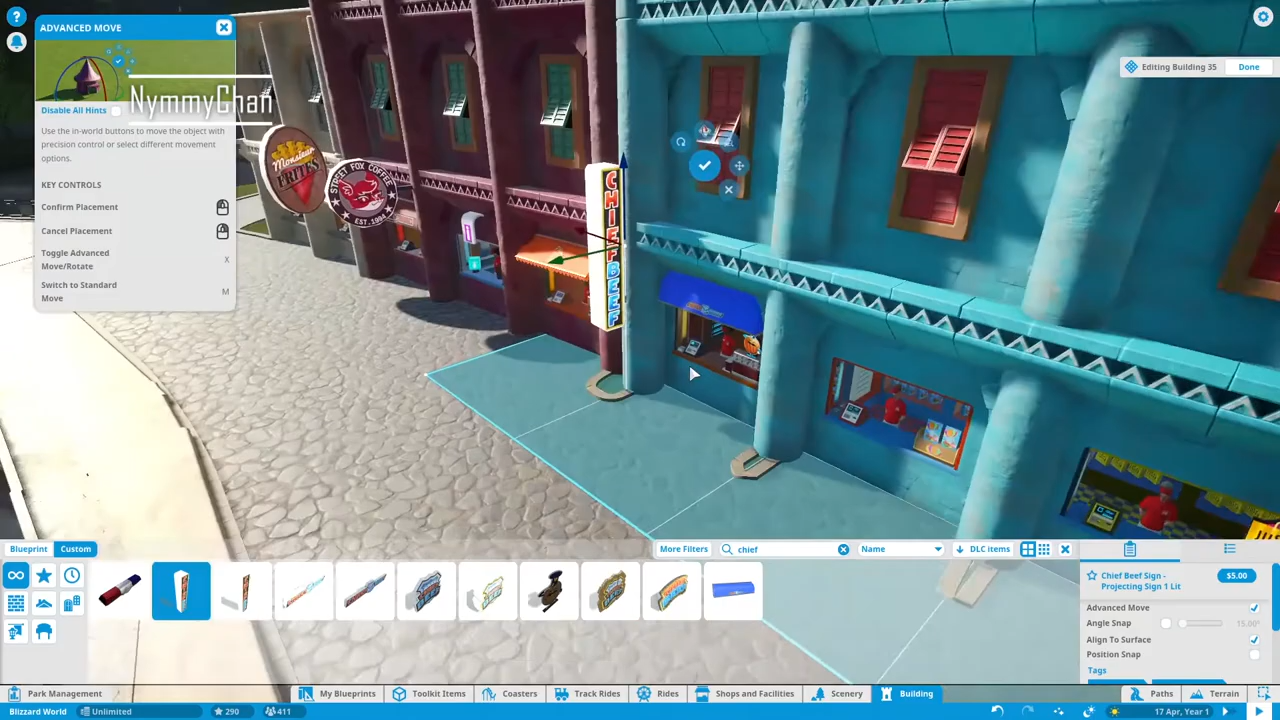 ?
ADVANCED MOVE
NymmyChan
Disable All Hints
Use the in-world buttons to move the object with
precision control or select different movement
options.
KEY CONTROLS
Confirm Placement
Cancel Placement
Toggle Advanced
Move/Rotate
X
Switch to Standard
Move
M
Editing Building 35
Done
Monsieur
FRITES
STREET FOX COFFEE
EST. 1994
CHIEF BEEF
Blueprint
Custom
More Filters
chief
Name
DLC items
Chief Beef Sign -
Projecting Sign 1 Lit
$5.00
Advanced Move
Angle Snap
15.00°
Align To Surface
Position Snap
Tags
Park Management
My Blueprints
Toolkit Items
Coasters
Track Rides
Rides
Shops and Facilities
Scenery
Building
Paths
Terrain
Blizzard World
Unlimited
290
411
17 Apr, Year 1